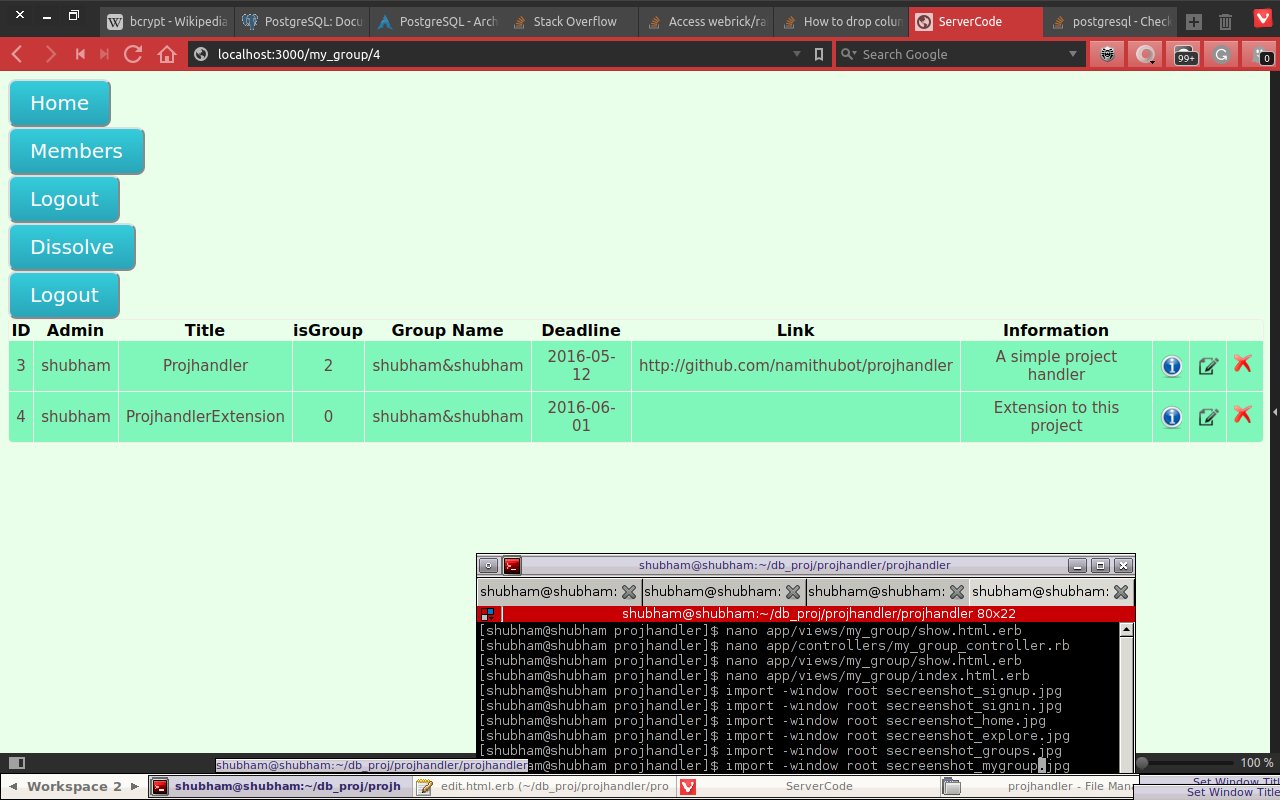 bcrypt - Wikipedia
PostgreSQL: Docu
PostgreSQL - Arch
Stack Overflow
Access webrick/ra
How to drop colun
ServerCode
postgresql - Check
localhost:3000/my_group/4
Search Google
99+
0
Home
Members
Logout
Dissolve
Logout
ID Admin Title isGroup Group Name Deadline Link Information
3 shubham Projhandler 2 shubham&shubham 2016-05-12 http://github.com/namithubot/projhandler A simple project handler
4 shubham ProjhandlerExtension 0 shubham&shubham 2016-06-01 Extension to this project
shubham@shubham:~/db_proj/projhandler/projhandler
shubham@shubham: shubham@shubham: shubham@shubham: shubham@shubham:
shubham@shubham:~/db_proj/projhandler/projhandler 80x22
[shubham@shubham projhandler]$ nano app/views/my_group/show.html.erb
[shubham@shubham projhandler]$ nano app/controllers/my_group_controller.rb
[shubham@shubham projhandler]$ nano app/views/my_group/show.html.erb
[shubham@shubham projhandler]$ nano app/views/my_group/index.html.erb
[shubham@shubham projhandler]$ import -window root secreenshot_signup.jpg
[shubham@shubham projhandler]$ import -window root secreenshot_signin.jpg
[shubham@shubham projhandler]$ import -window root secreenshot_home.jpg
[shubham@shubham projhandler]$ import -window root secreenshot_explore.jpg
[shubham@shubham projhandler]$ import -window root secreenshot_groups.jpg
shubham@shubham:~/db_proj/projhandler/projhandler mport -window root secreenshot_mygroup.jpg
100 %
Workspace 2
shubham@shubham:~/db_proj/projh
edit.html.erb (~/db_proj/projhandler/pro
ServerCode
projhandler - File Mana
Set Window Titl
Set Window Title